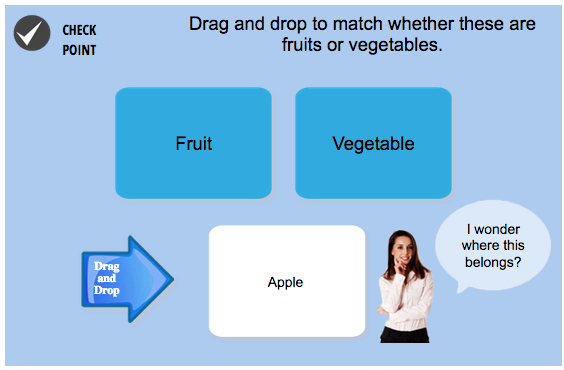 CHECK
POINT
Drag and drop to match whether these are
fruits or vegetables.
Fruit
Vegetable
Drag
and
Drop
Apple
I wonder
where this
belongs?